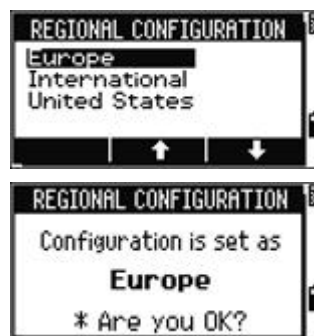 REGIONAL CONFIGURATION
Europe
International
United States
REGIONAL CONFIGURATION
Configuration is set as
Europe
* Are you OK?